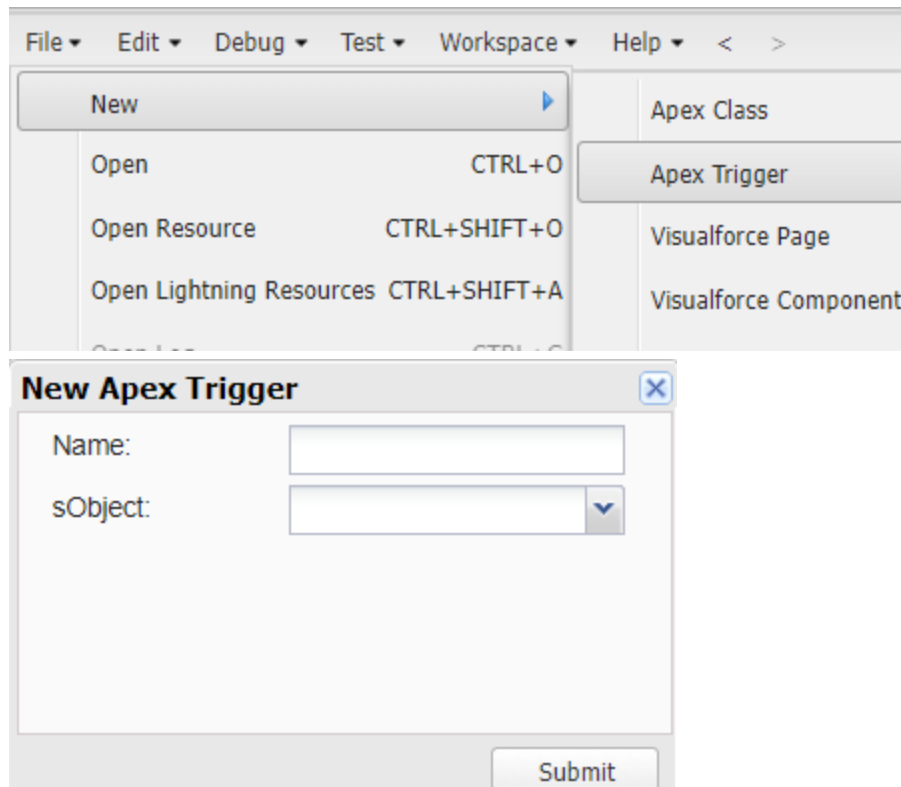 File Edit Debug Test Workspace Help < >
New
Apex Class
Open CTRL+O
Apex Trigger
Open Resource CTRL+SHIFT+O
Visualforce Page
Open Lightning Resources CTRL+SHIFT+A
Visualforce Component
New Apex Trigger
Name:
sObject:
Submit